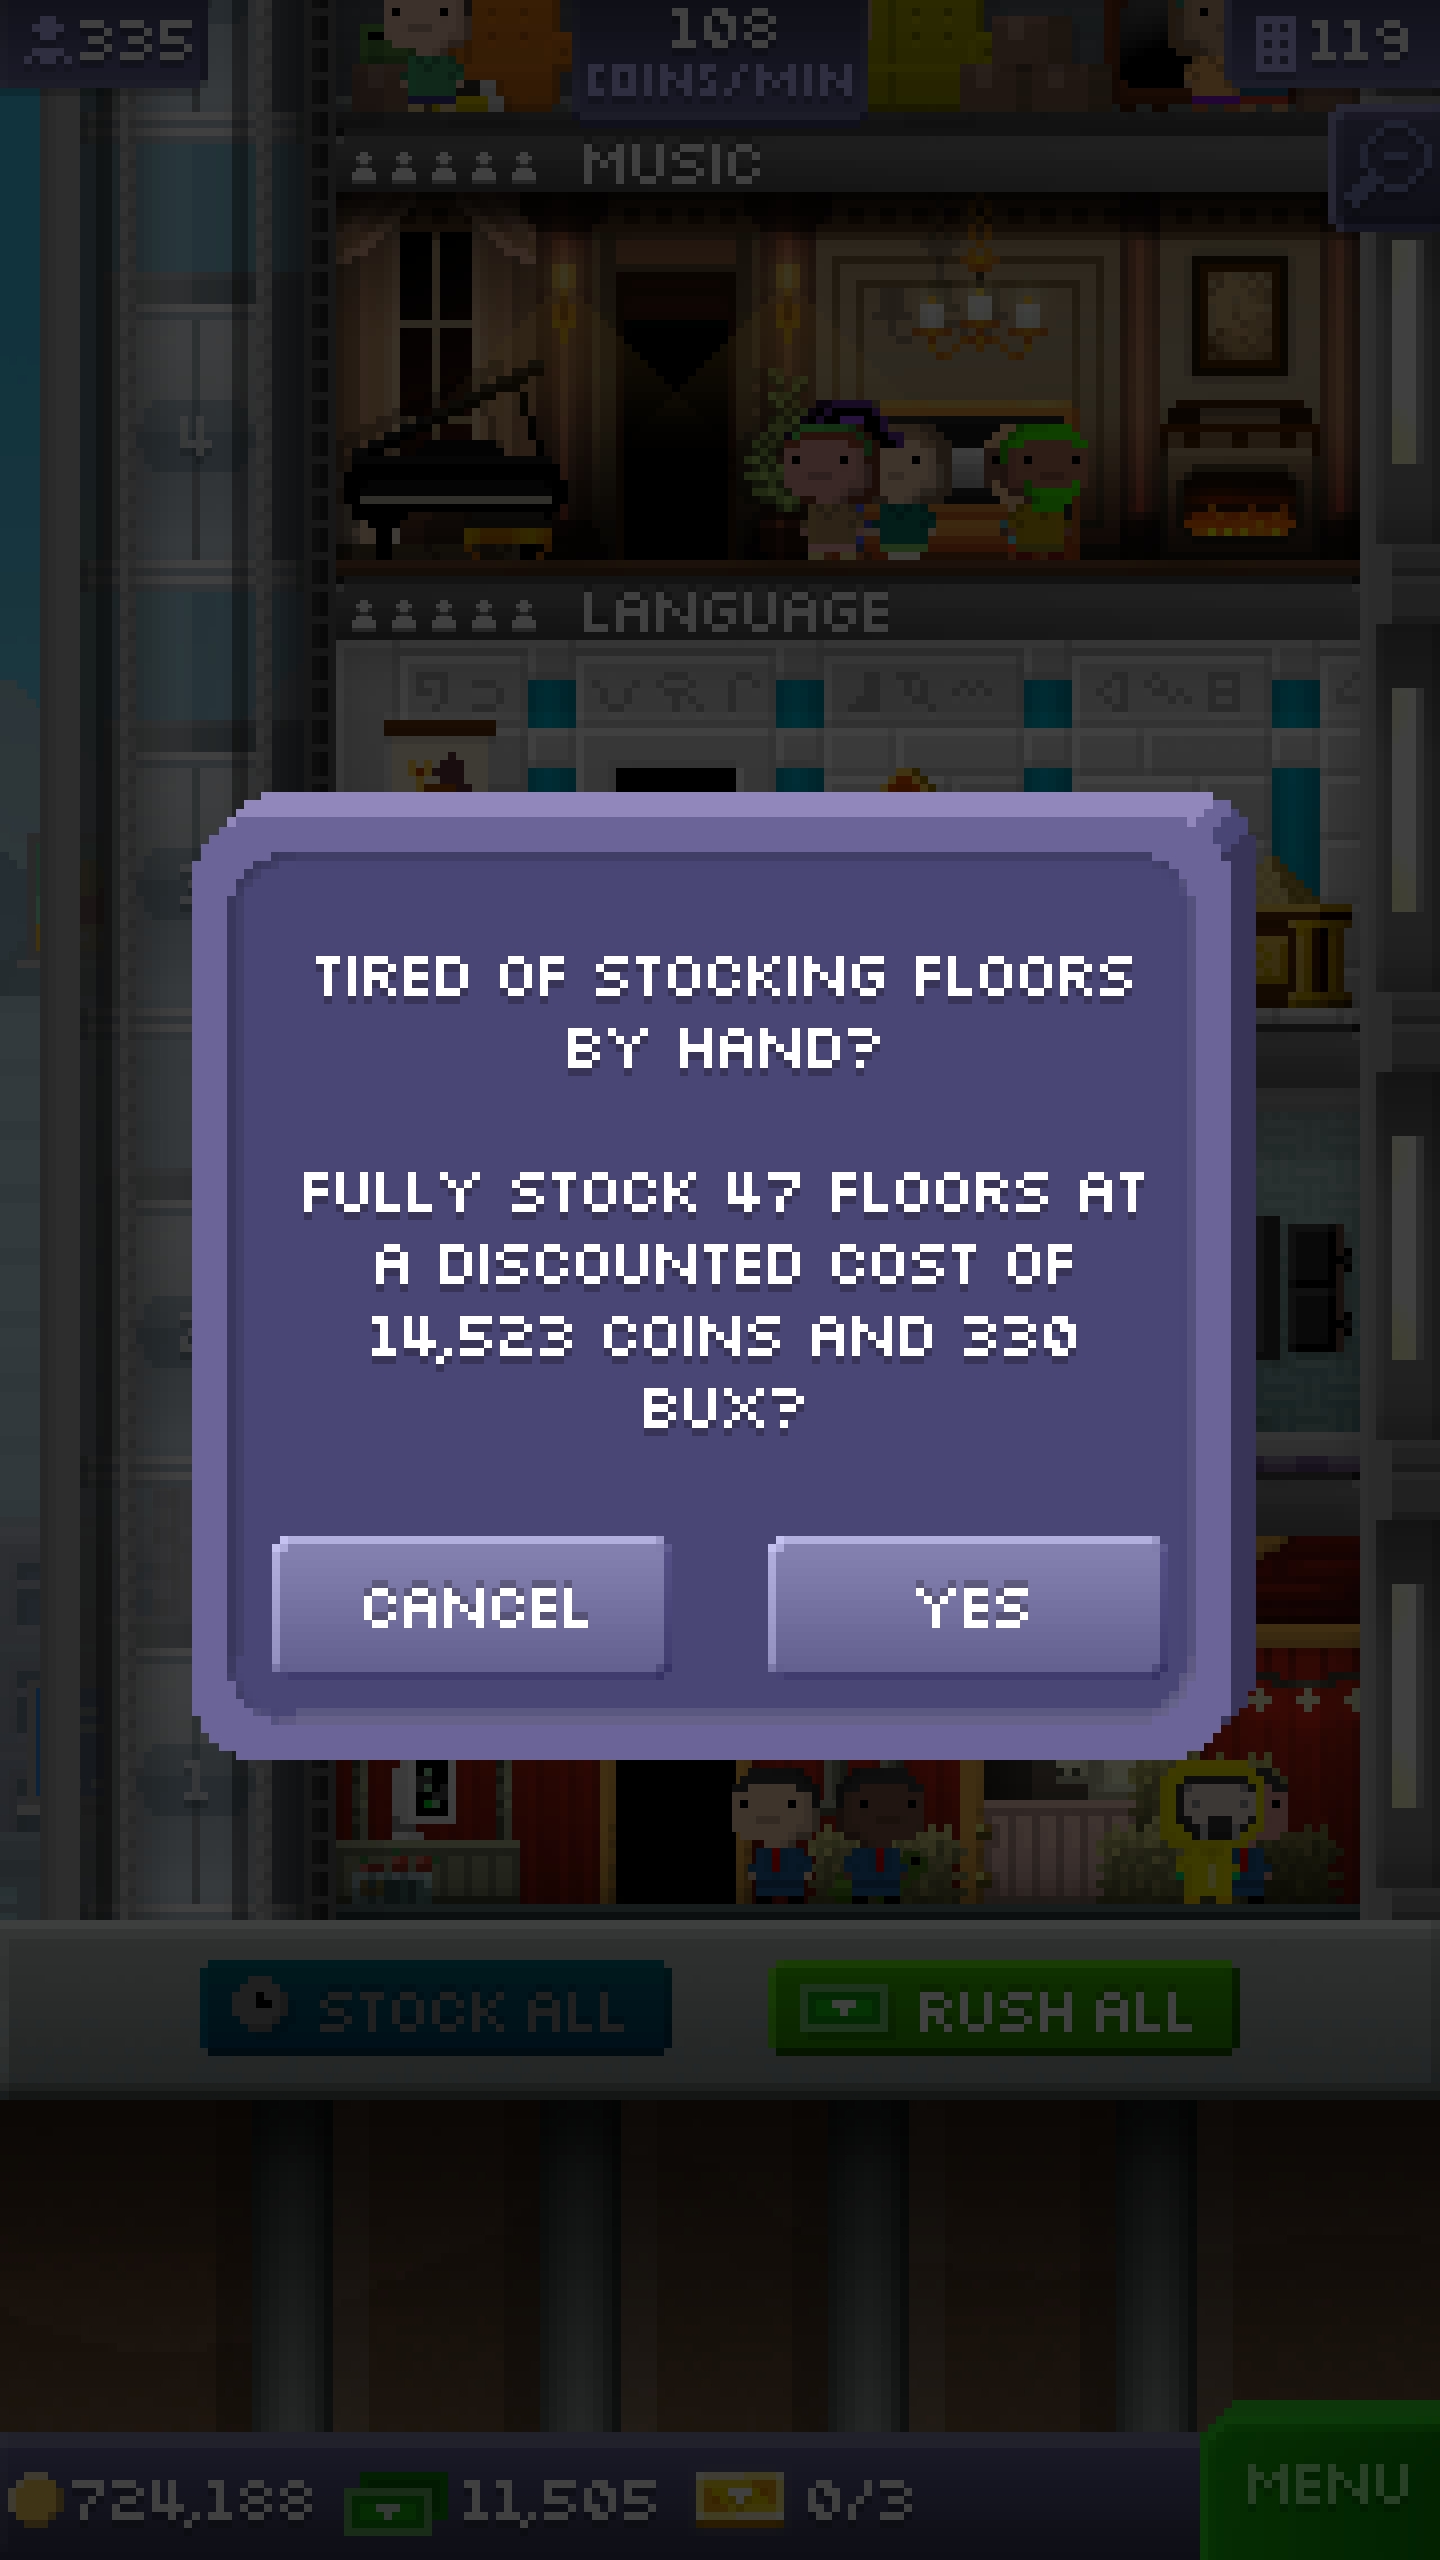 335
108
COINS/MIN
119
MUSIC
4
LANGUAGE
TIRED OF STOCKING FLOORS
BY HAND?
FULLY STOCK 47 FLOORS AT
A DISCOUNTED COST OF
14,523 COINS AND 330
BUX?
CANCEL
YES
1
STOCK ALL
RUSH ALL
724,188
11,505
0/3
MENU